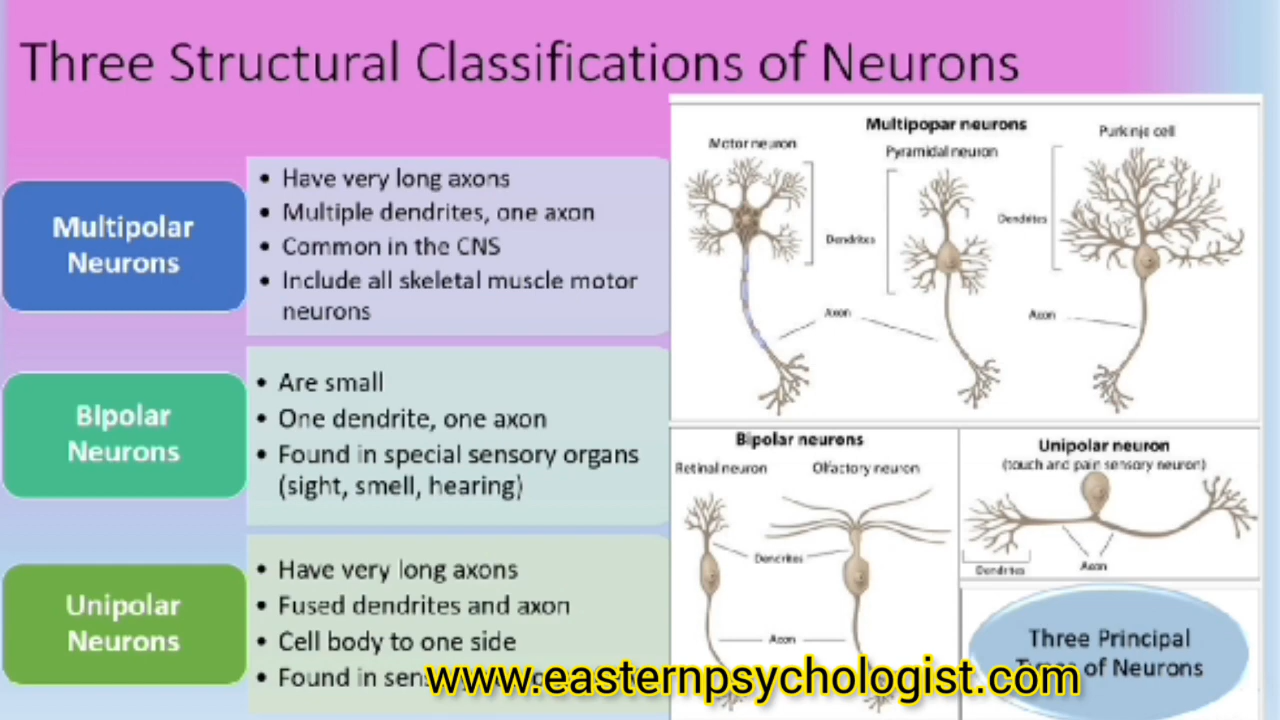 Three Structural Classifications of Neurons
Multipolar
Neurons
• Have very long axons
• Multiple dendrites, one axon
• Common in the CNS
• Include all skeletal muscle motor
neurons
Bipolar
Neurons
• Are small
• One dendrite, one axon
• Found in special sensory organs
(sight, smell, hearing)
Unipolar
Neurons
• Have very long axons
• Fused dendrites and axon
• Cell body to one side
• Found in
Multipopar neurons
Motor neuron
Pyramidal neuron
Purkinje cell
Dendrites
Dendrites
Axon
Axon
Bipolar neurons
Retinal neuron
Olfactory neuron
Dendrites
Axon
Unipolar neuron
(touch and pain sensory neuron)
Dendrites
Axon
Three Principal
Types of Neurons
www.easternpsychologist.com